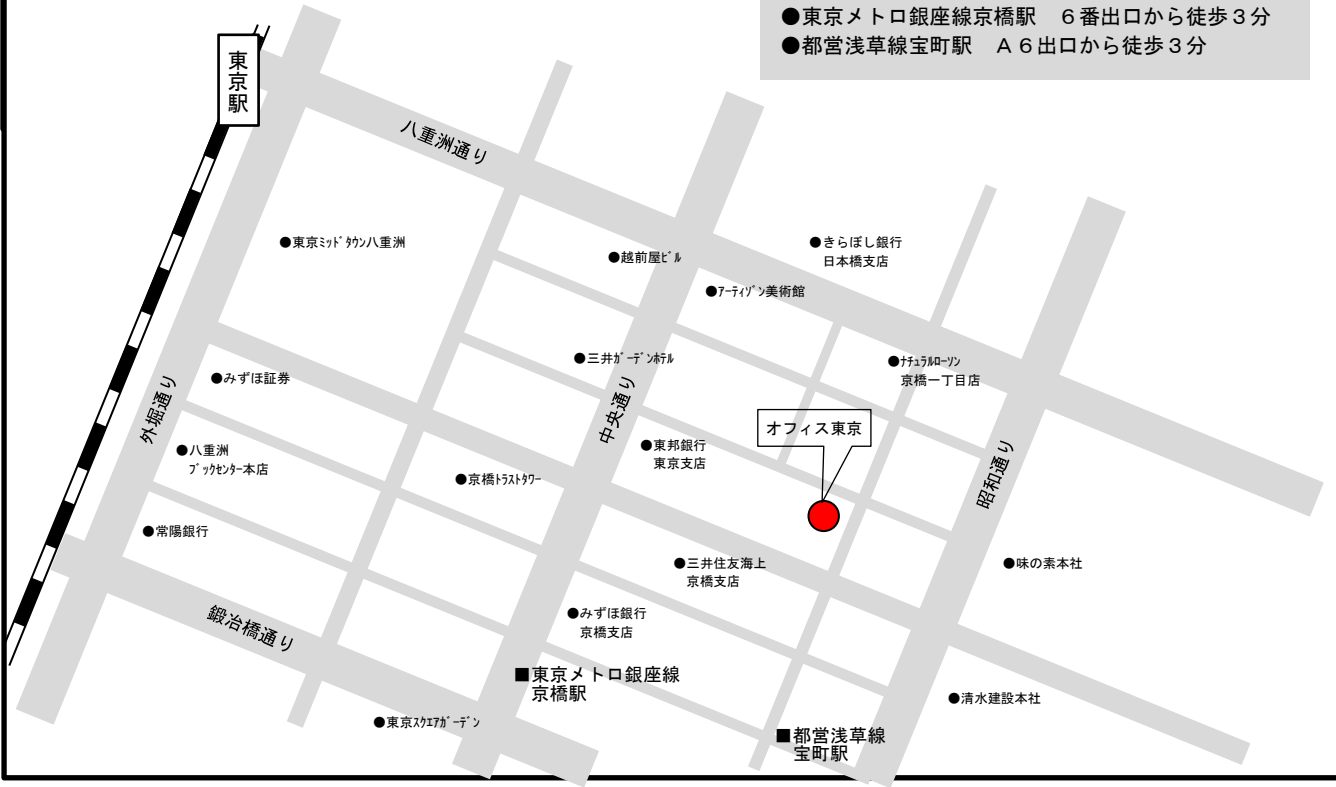 ●東京メトロ銀座線京橋駅　６番出口から徒歩３分
●都営浅草線宝町駅　Ａ６出口から徒歩３分
東京駅
八重洲通り
●東京ﾐｯﾄﾞﾀｳﾝ八重洲
●越前屋ﾋﾞﾙ
●きらぼし銀行
日本橋支店
●ｱｰﾃｨｿﾞﾝ美術館
●三井ｶﾞｰﾃﾞﾝﾎﾃﾙ
●ﾅﾁｭﾗﾙﾛｰｿﾝ
京橋一丁目店
●みずほ証券
外堀通り
中央通り
オフィス東京
●八重洲
ﾌﾞｯｸｾﾝﾀｰ本店
●東邦銀行
東京支店
昭和通り
●京橋ﾄﾗｽﾄﾀﾜｰ
●常陽銀行
●三井住友海上
京橋支店
●味の素本社
鍛冶橋通り
●みずほ銀行
京橋支店
■東京メトロ銀座線
京橋駅
●清水建設本社
●東京ｽｸｴｱｶﾞｰﾃﾞﾝ
■都営浅草線
宝町駅